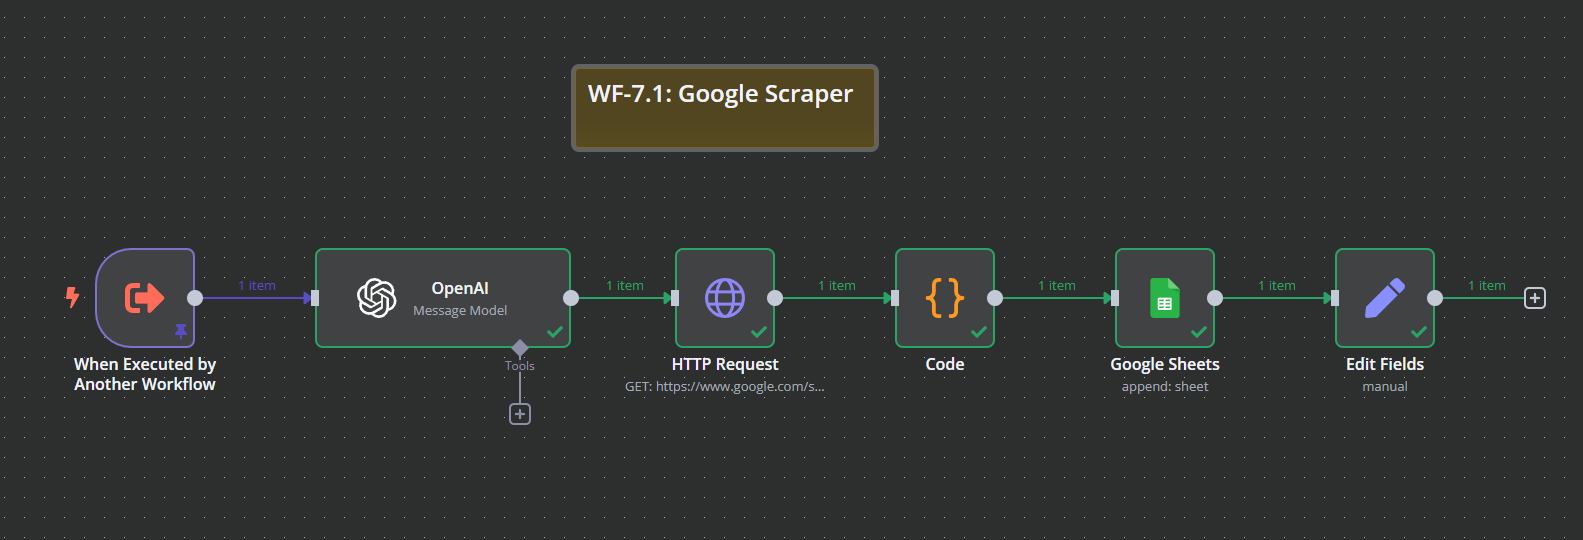 WF-7.1: Google Scraper
1 item
1 item
1 item
1 item
1 item
1 item
OpenAI
Message Model
Tools
When Executed by
Another Workflow
HTTP Request
GET: https://www.google.com/s...
Code
Google Sheets
append: sheet
Edit Fields
manual